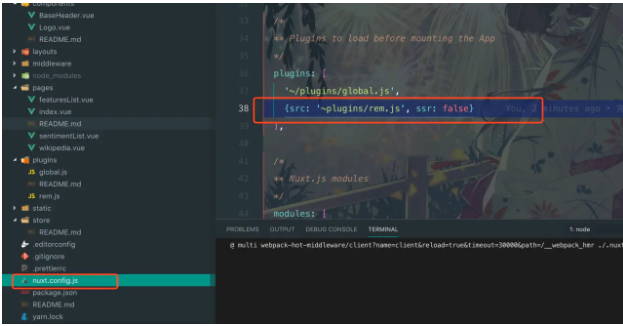 components
BaseHeader.vue
Logo.vue
README.md
layouts
middleware
node_modules
pages
featuresList.vue
index.vue
README.md
sentimentList.vue
wikipedia.vue
plugins
global.js
README.md
rem.js
static
store
README.md
.editorconfig
.gitignore
.prettierrc
nuxt.config.js
package.json
README.md
yarn.lock
33 /*
34 ** Plugins to load before mounting the App
35 */
36 plugins: [
37 '~/plugins/global.js',
38 {src: '~plugins/rem.js', ssr: false} You, 3 minutes ago •
39 ],
40
41 /*
42 ** Nuxt.js modules
43 */
44 modules: [
PROBLEMS OUTPUT DEBUG CONSOLE TERMINAL 1: node
@ multi webpack-hot-middleware/client?name=client&reload=true&timeout=30000&path=/__webpack_hmr ./.nuxt